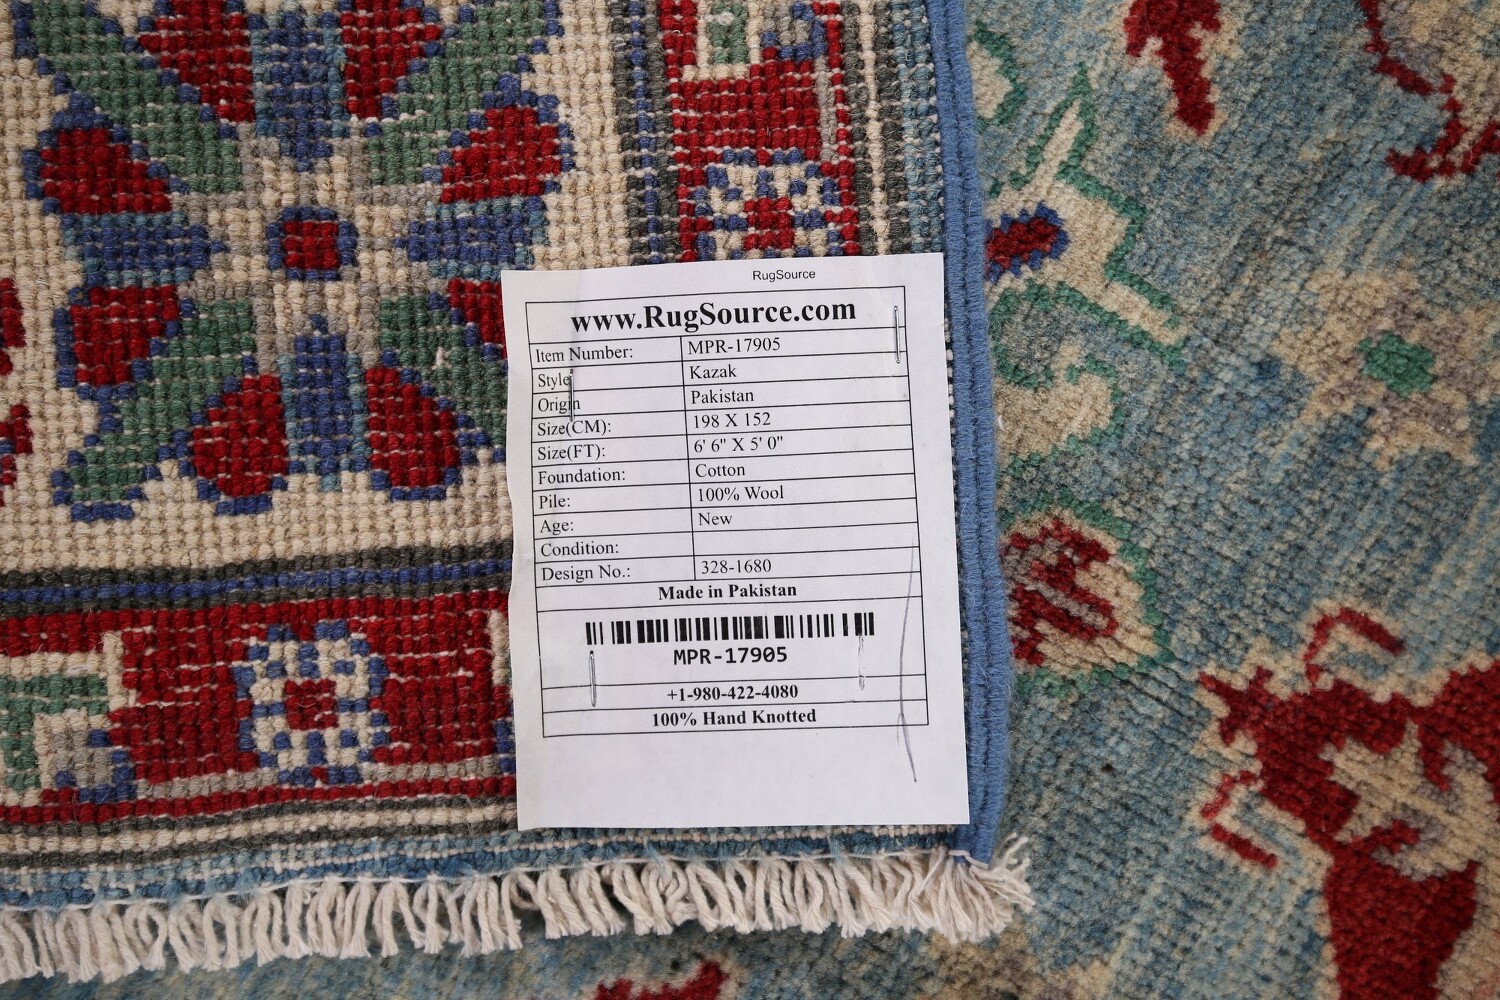 RugSource
www.RugSource.com
Item Number: MPR-17905
Style Kazak
Origin Pakistan
Size(CM): 198 X 152
Size(FT): 6' 6" X 5' 0"
Foundation: Cotton
Pile: 100% Wool
Age: New
Condition:
Design No.: 328-1680
Made in Pakistan
MPR-17905
+1-980-422-4080
100% Hand Knotted